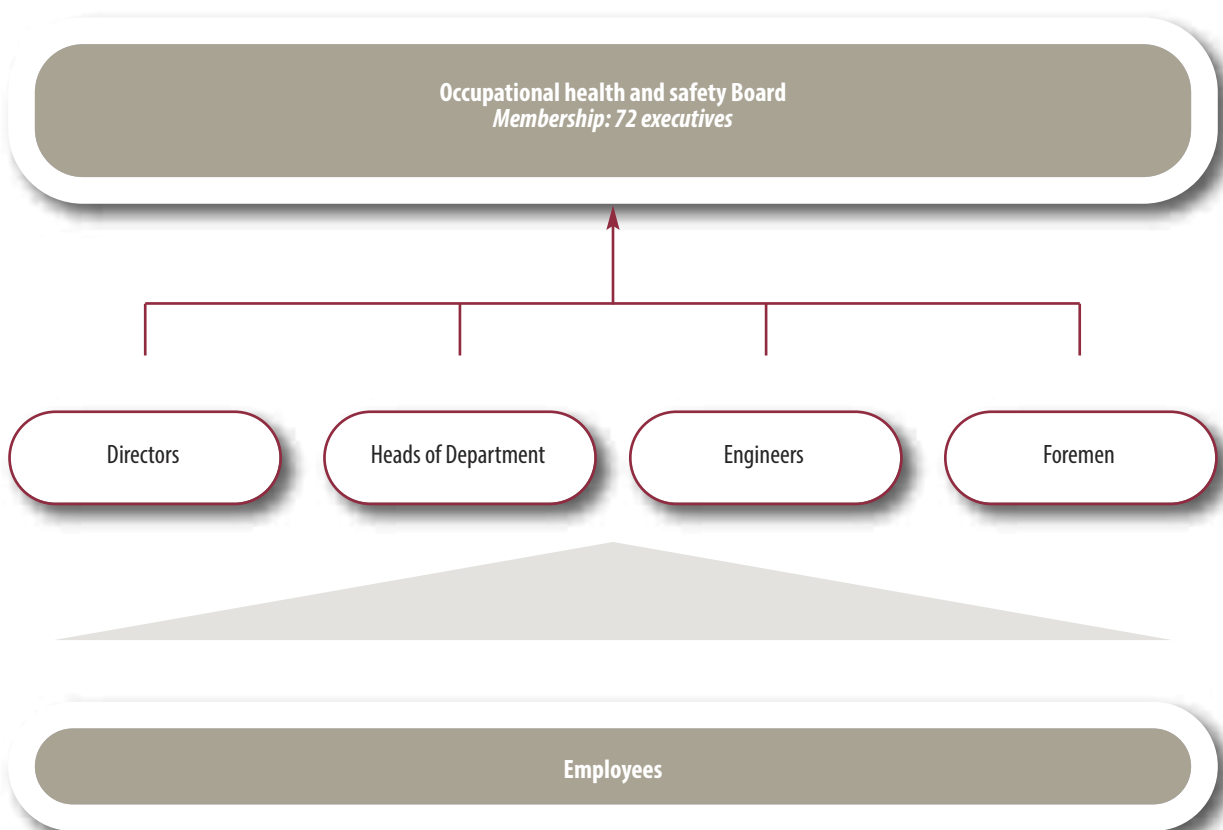 Occupational health and safety Board
Membership: 72 executives
Directors
Heads of Department
Engineers
Foremen
Employees